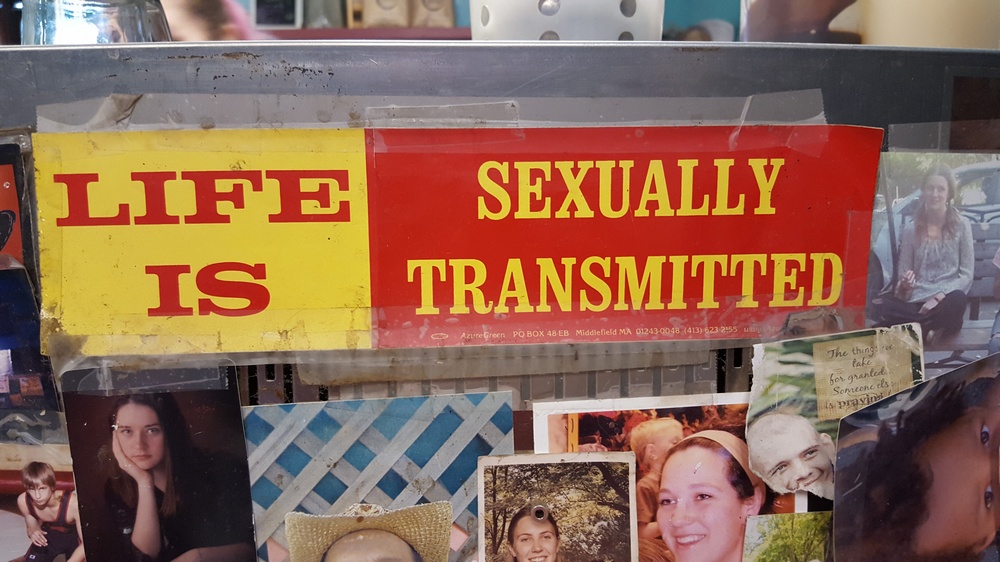 LIFE
IS
SEXUALLY
TRANSMITTED
AzureGreen PO BOX 48-EB Middlefield MA 01243-0048 (413) 623-2155
The things we
take
for granted
Someone els
is praying